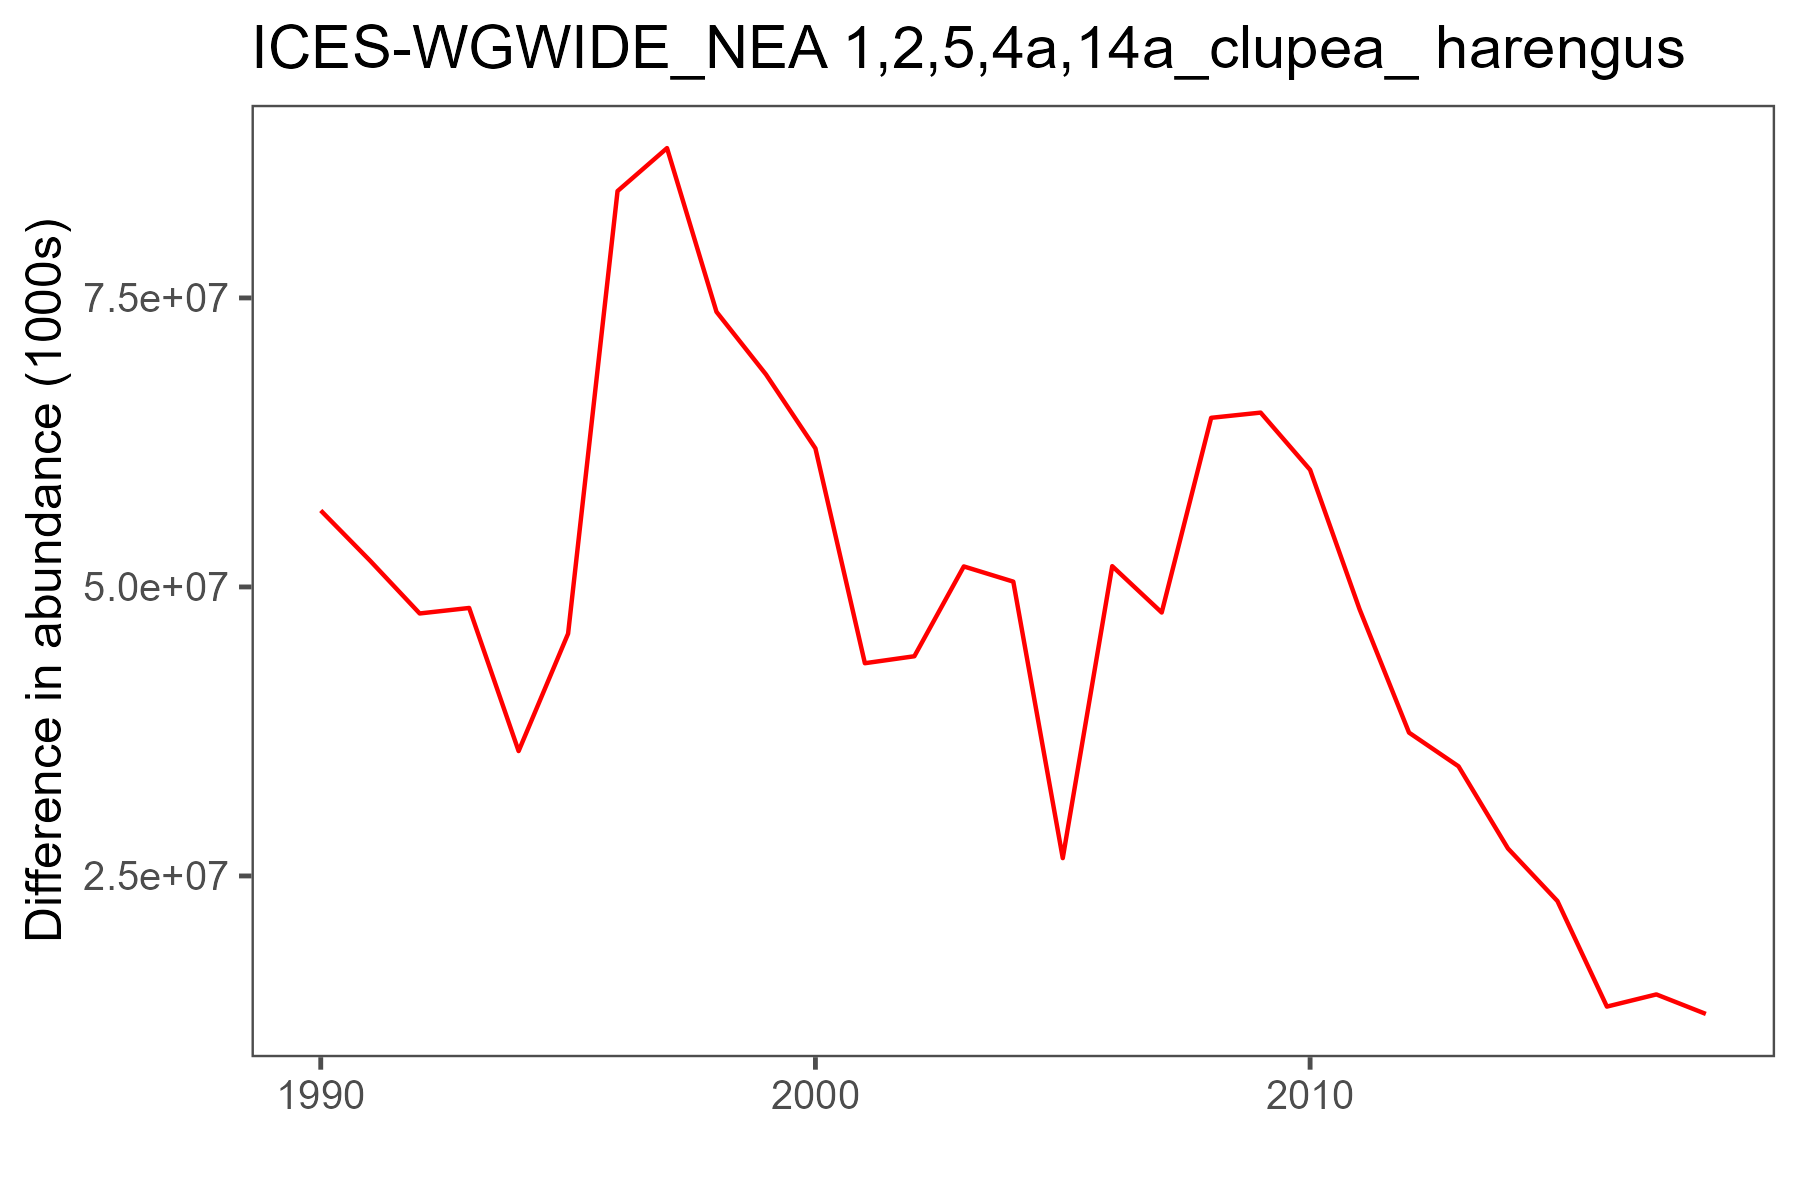 ICES-WGWIDE_NEA 1,2,5,4a,14a_clupea_ harengus
Difference in abundance (1000s)
7.5e+07
5.0e+07
2.5e+07
1990
2000
2010